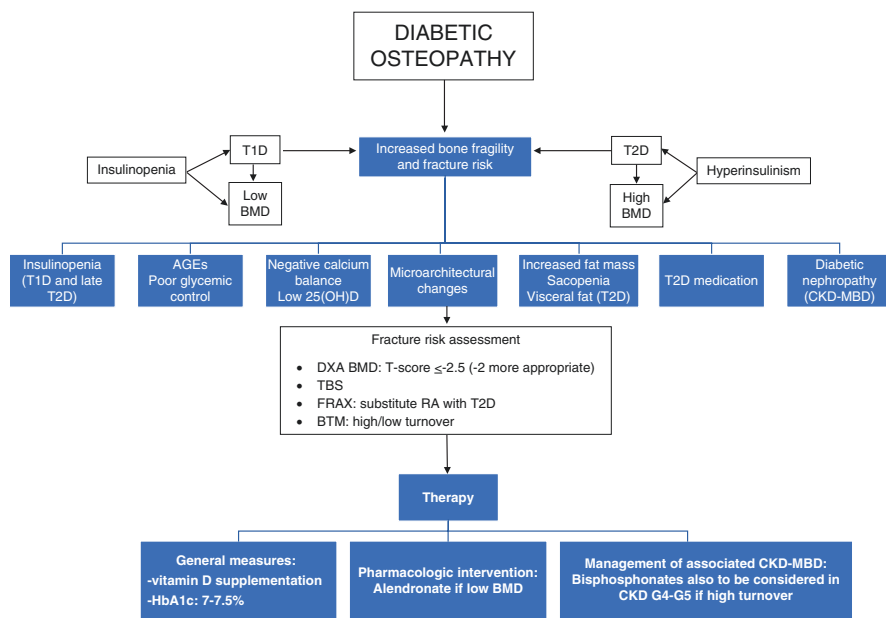 DIABETIC
OSTEOPATHY
Insulinopenia
T1D
Low
BMD
Increased bone fragility
and fracture risk
T2D
High
BMD
Hyperinsulinism
Insulinopenia
(T1D and late
T2D)
AGEs
Poor glycemic
control
Negative calcium
balance
Low 25(OH)D
Microarchitectural
changes
Increased fat mass
Sacopenia
Visceral fat (T2D)
T2D medication
Diabetic
nephropathy
(CKD-MBD)
Fracture risk assessment
• DXA BMD: T-score ≤-2.5 (-2 more appropriate)
• TBS
• FRAX: substitute RA with T2D
• BTM: high/low turnover
Therapy
General measures:
-vitamin D supplementation
-HbA1c: 7-7.5%
Pharmacologic intervention:
Alendronate if low BMD
Management of associated CKD-MBD:
Bisphosphonates also to be considered in
CKD G4-G5 if high turnover